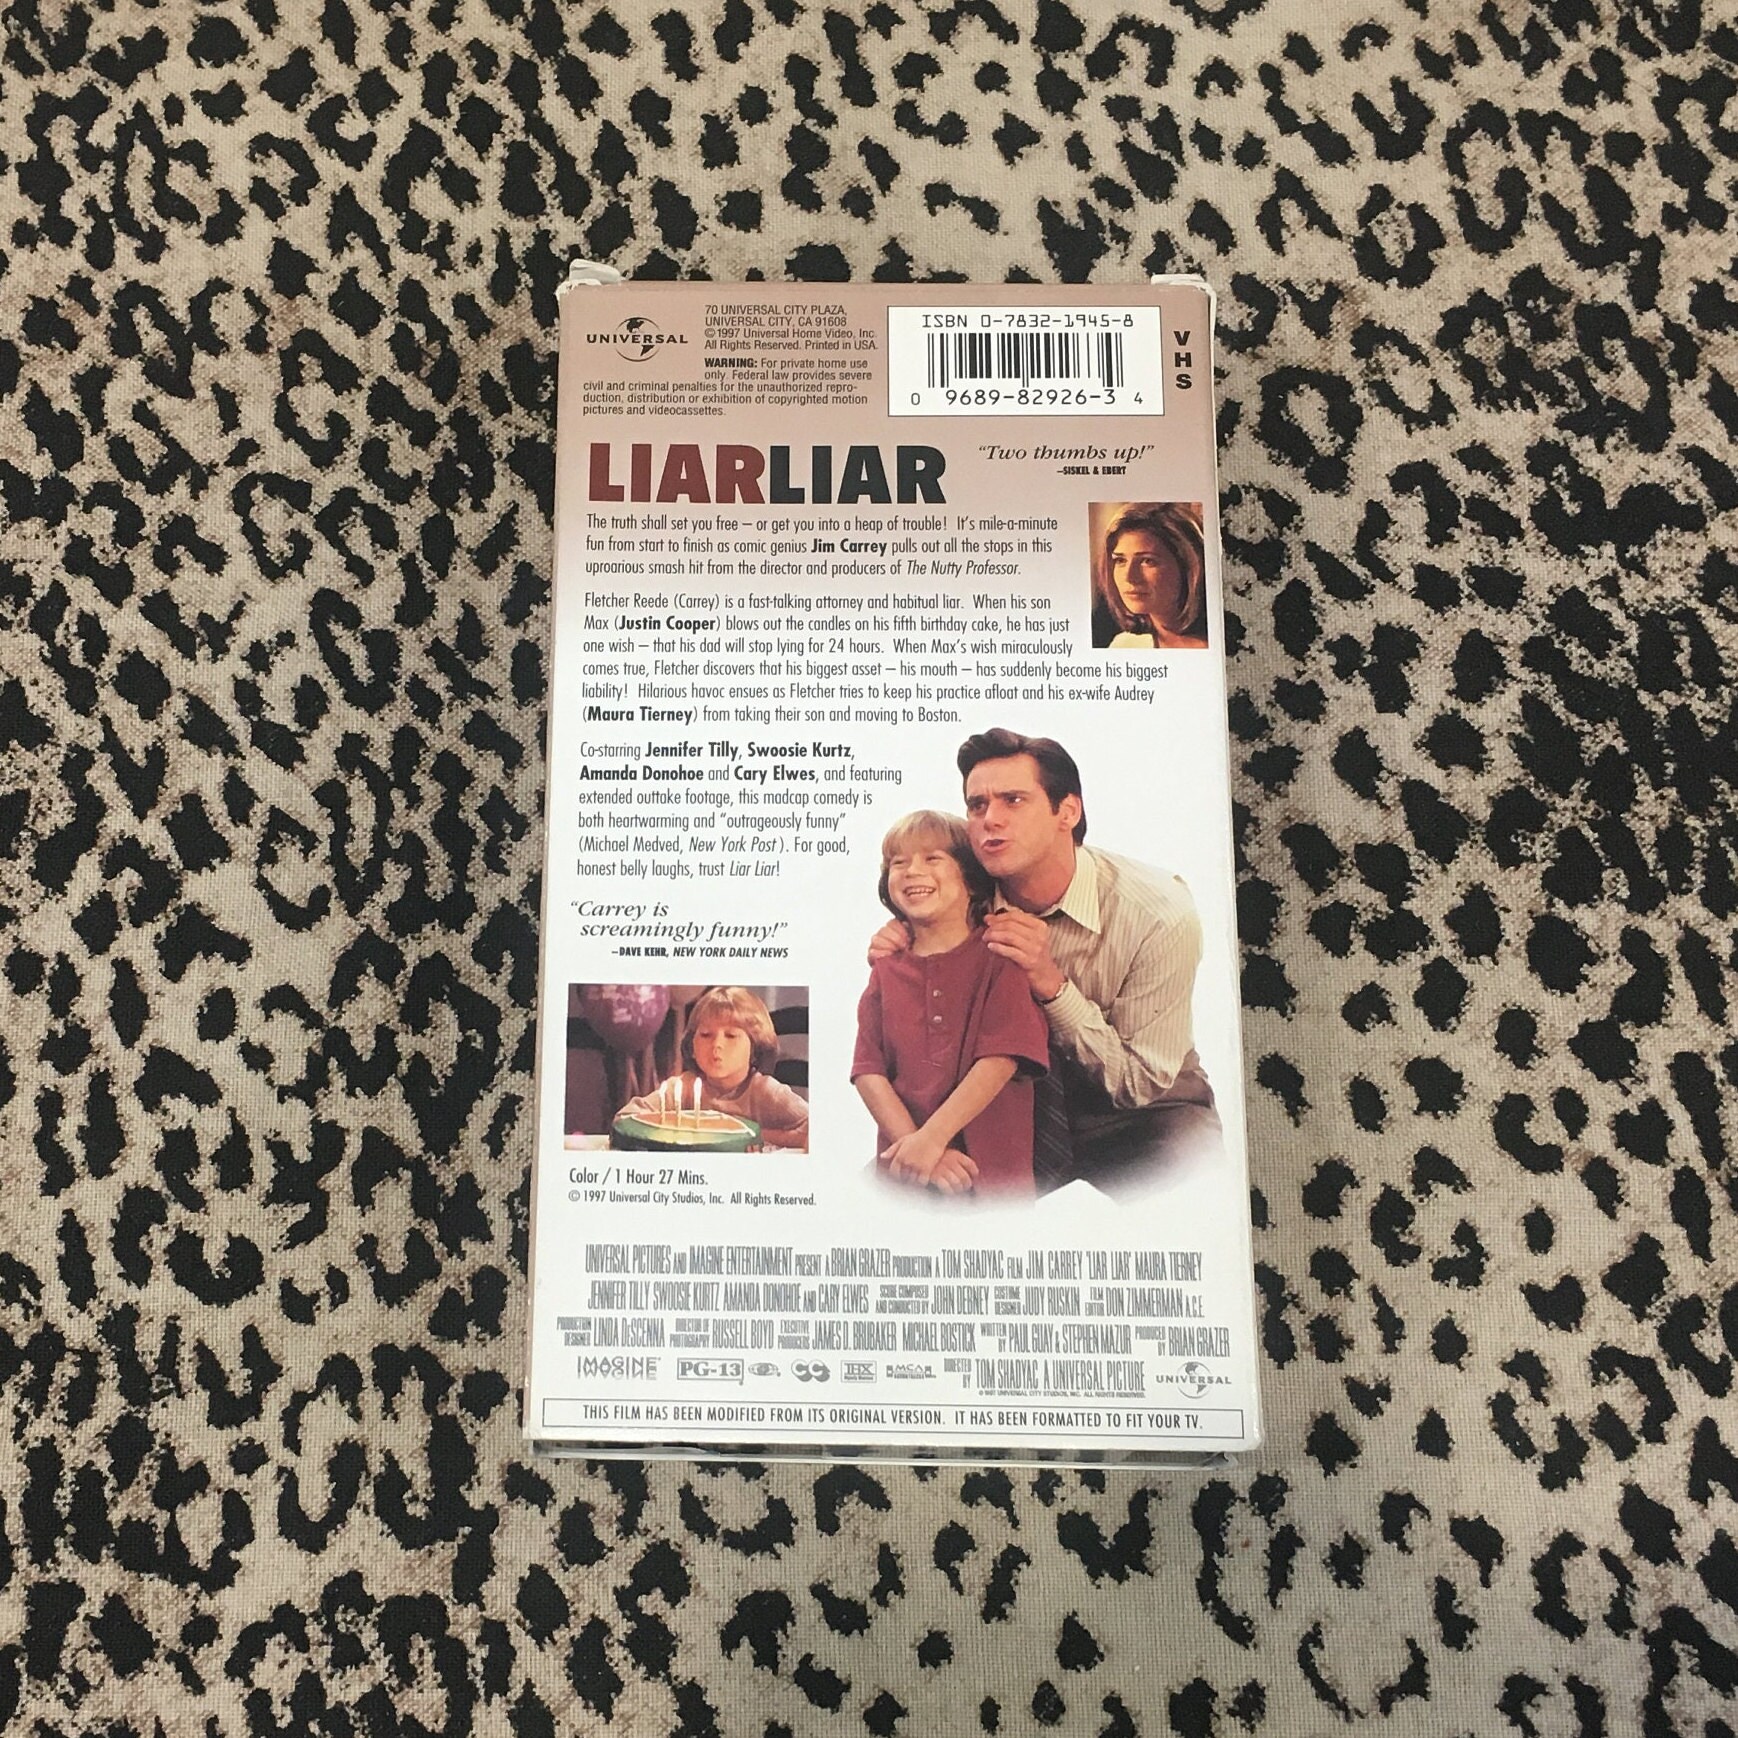 UNIVERSAL
70 UNIVERSAL CITY PLAZA,
UNIVERSAL CITY, CA 91608
©1997 Universal Home Video, Inc.
All Rights Reserved. Printed in USA.
WARNING: For private home use
only. Federal law provides severe
civil and criminal penalties for the unauthorized repro-
duction, distribution or exhibition of copyrighted motion
pictures and videocassettes.
ISBN 0-7832-1945-8
0 9689-82926-3 4
VHS
LIARLIAR
“Two thumbs up!”
–SISKEL & EBERT
The truth shall set you free – or get you into a heap of trouble! It's mile-a-minute
fun from start to finish as comic genius Jim Carrey pulls out all the stops in this
uproarious smash hit from the director and producers of The Nutty Professor.
Fletcher Reede (Carrey) is a fast-talking attorney and habitual liar. When his son
Max (Justin Cooper) blows out the candles on his fifth birthday cake, he has just
one wish – that his dad will stop lying for 24 hours. When Max's wish miraculously
comes true, Fletcher discovers that his biggest asset – his mouth – has suddenly become his biggest
liability! Hilarious havoc ensues as Fletcher tries to keep his practice afloat and his ex-wife Audrey
(Maura Tierney) from taking their son and moving to Boston.
Co-starring Jennifer Tilly, Swoosie Kurtz,
Amanda Donohoe and Cary Elwes, and featuring
extended outtake footage, this madcap comedy is
both heartwarming and “outrageously funny”
(Michael Medved, New York Post). For good,
honest belly laughs, trust Liar Liar!
“Carrey is
screamingly funny!”
–DAVE KEHR, NEW YORK DAILY NEWS
Color / 1 Hour 27 Mins.
© 1997 Universal City Studios, Inc. All Rights Reserved.
UNIVERSAL PICTURES AND IMAGINE ENTERTAINMENT PRESENT A BRIAN GRAZER PRODUCTION A TOM SHADYAC FILM JIM CARREY 'LIAR LIAR' MAURA TIERNEY
JENNIFER TILLY SWOOSIE KURTZ AMANDA DONOHOE AND CARY ELWES SCORE COMPOSED AND CONDUCTED BY JOHN DEBNEY COSTUME DESIGNER JUDY RUSKIN FILM EDITOR DON ZIMMERMAN A.C.E.
PRODUCTION DESIGNER LINDA DESCENNA DIRECTOR OF PHOTOGRAPHY RUSSELL BOYD EXECUTIVE PRODUCERS JAMES D. BRUBAKER MICHAEL BOSTICK WRITTEN BY PAUL GUAY & STEPHEN MAZUR PRODUCED BY BRIAN GRAZER
IMAGINE PG-13 CC THX MCA DIRECTED BY TOM SHADYAC A UNIVERSAL PICTURE UNIVERSAL
© 1997 UNIVERSAL CITY STUDIOS, INC. ALL RIGHTS RESERVED.
THIS FILM HAS BEEN MODIFIED FROM ITS ORIGINAL VERSION. IT HAS BEEN FORMATTED TO FIT YOUR TV.